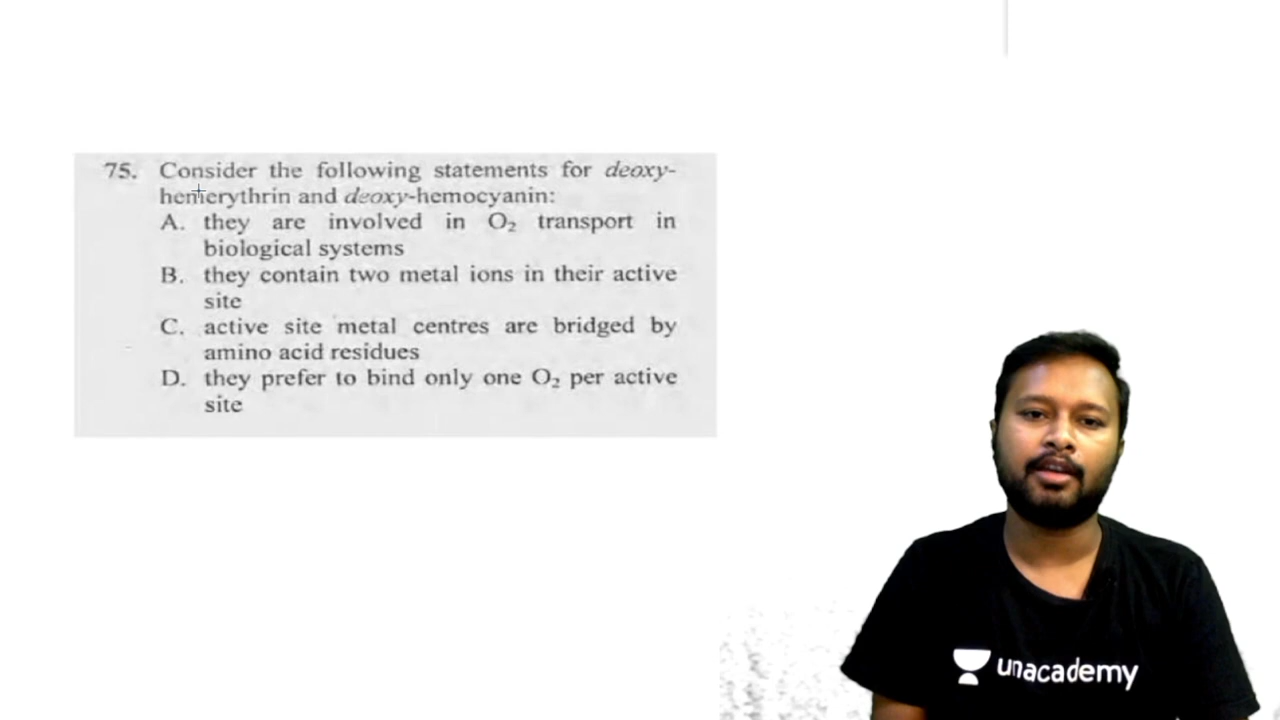 75. Consider the following statements for deoxy-
hemerythrin and deoxy-hemocyanin:
A. they are involved in O₂ transport in
biological systems
B. they contain two metal ions in their active
site
C. active site metal centres are bridged by
amino acid residues
D. they prefer to bind only one O₂ per active
site
unacademy